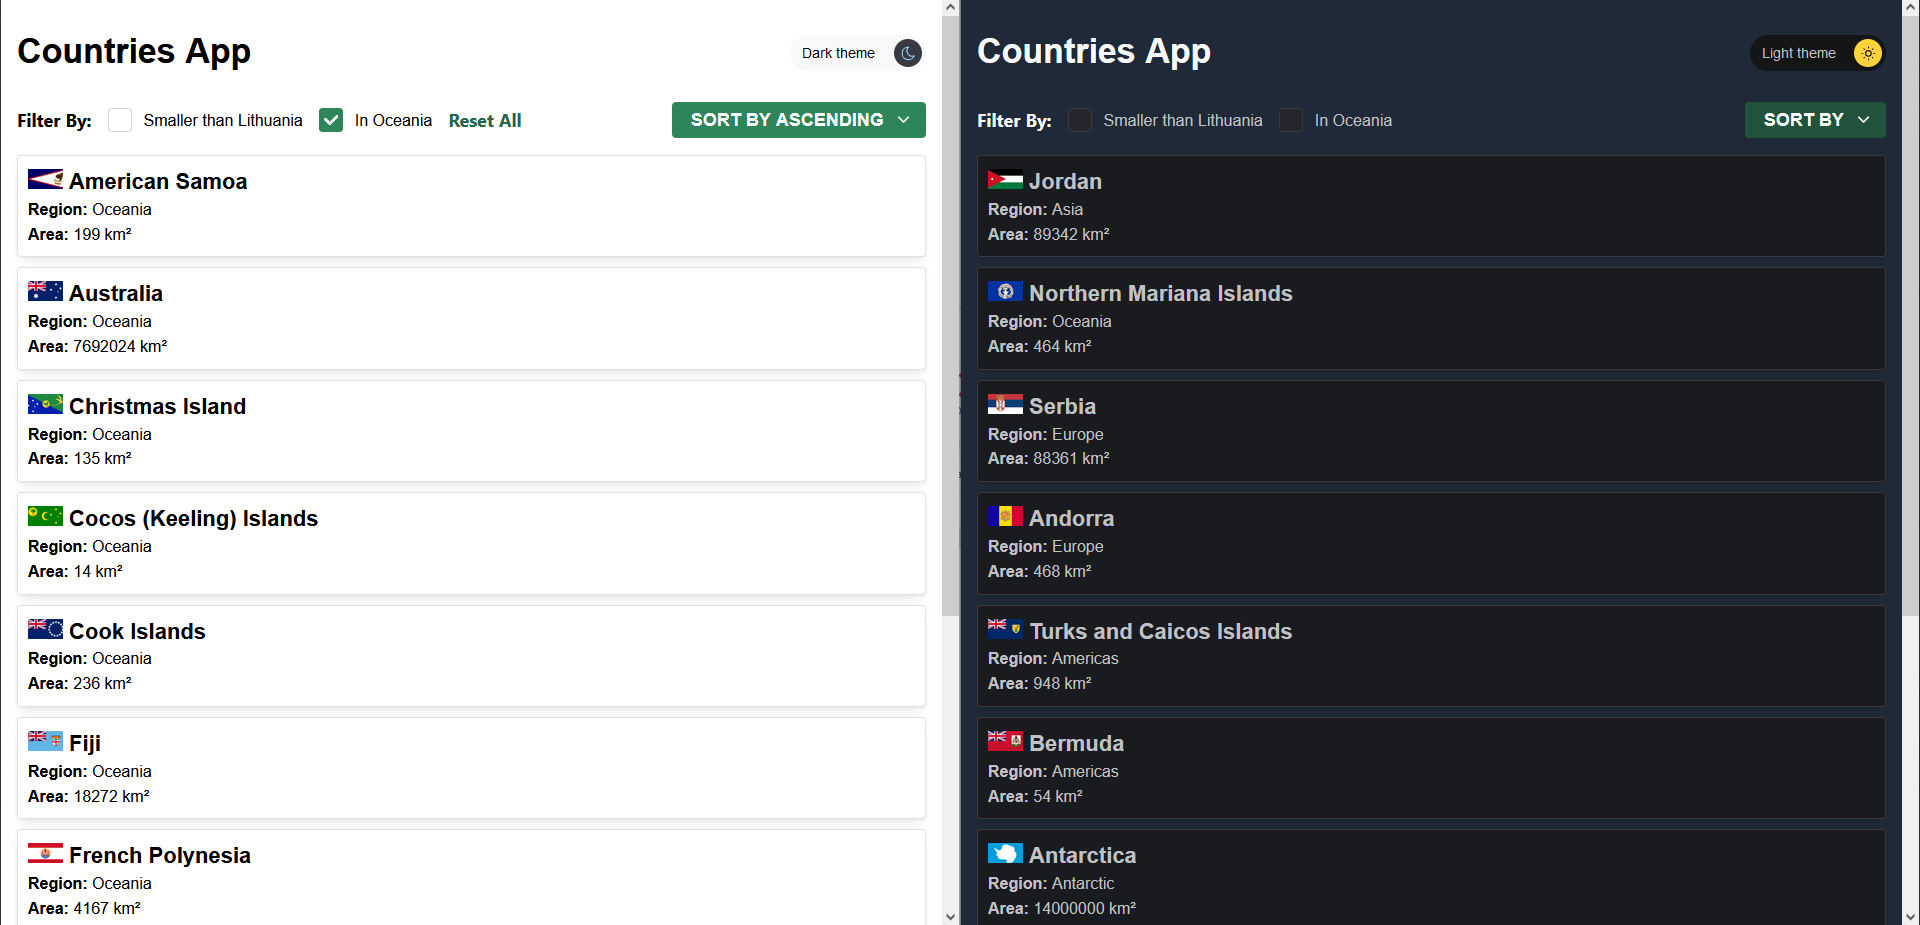 Countries App
Dark theme
Filter By:
Smaller than Lithuania
In Oceania
Reset All
SORT BY ASCENDING
American Samoa
Region: Oceania
Area: 199 km²
Australia
Region: Oceania
Area: 7692024 km²
Christmas Island
Region: Oceania
Area: 135 km²
Cocos (Keeling) Islands
Region: Oceania
Area: 14 km²
Cook Islands
Region: Oceania
Area: 236 km²
Fiji
Region: Oceania
Area: 18272 km²
French Polynesia
Region: Oceania
Area: 4167 km²
Countries App
Light theme
Filter By:
Smaller than Lithuania
In Oceania
SORT BY
Jordan
Region: Asia
Area: 89342 km²
Northern Mariana Islands
Region: Oceania
Area: 464 km²
Serbia
Region: Europe
Area: 88361 km²
Andorra
Region: Europe
Area: 468 km²
Turks and Caicos Islands
Region: Americas
Area: 948 km²
Bermuda
Region: Americas
Area: 54 km²
Antarctica
Region: Antarctic
Area: 14000000 km²